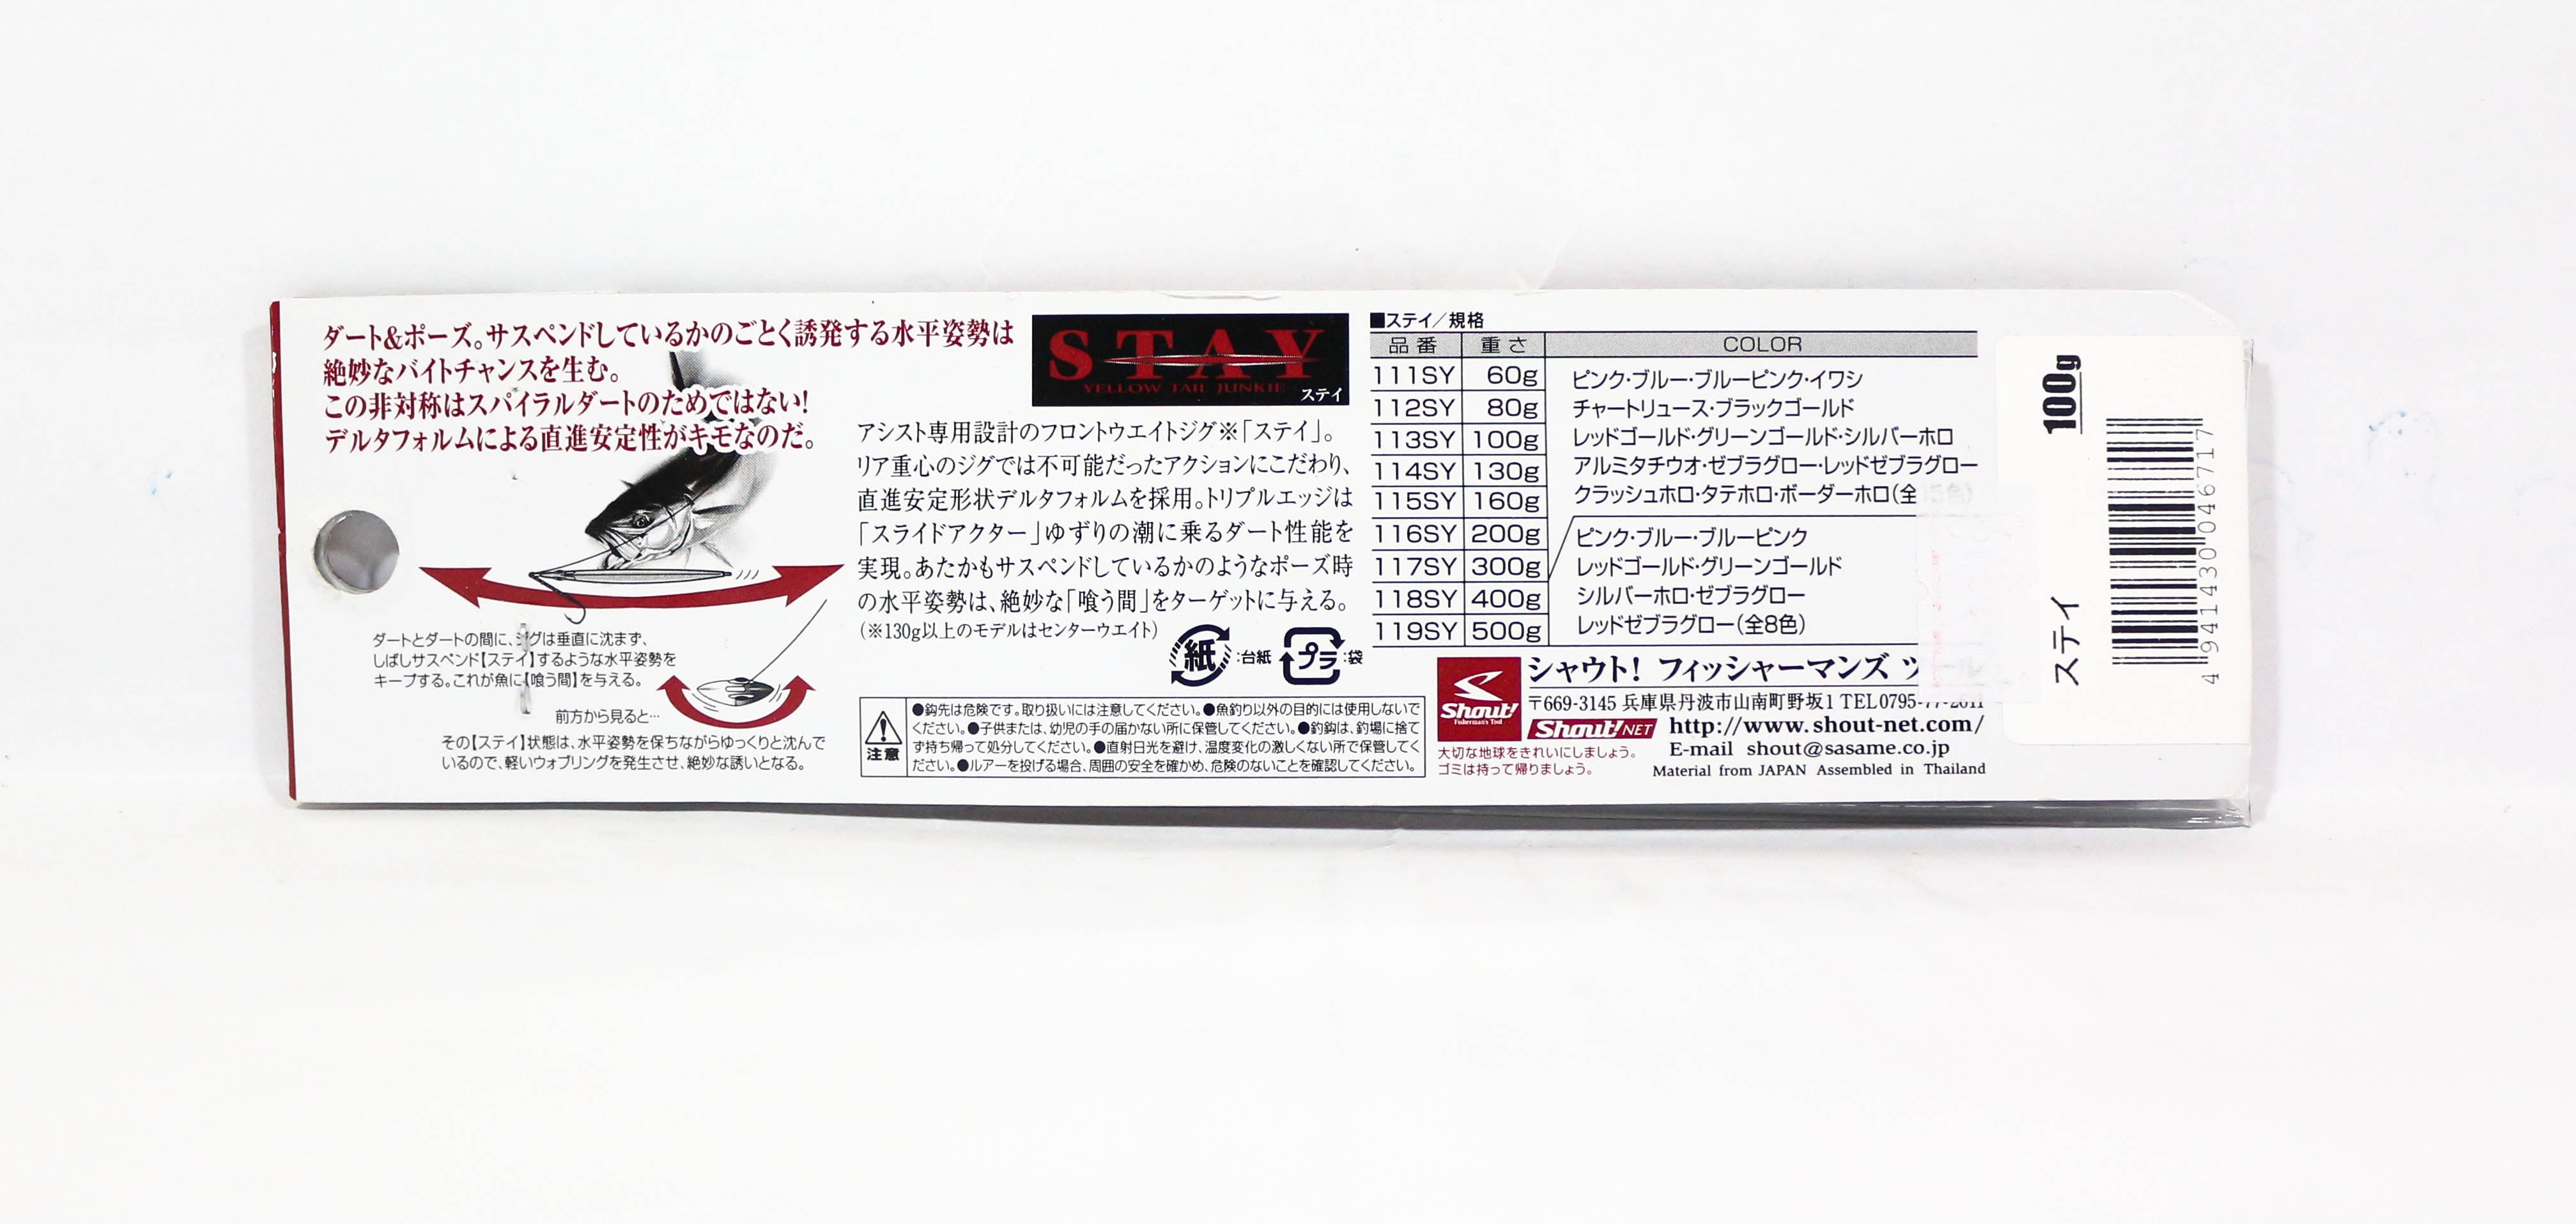 ダート&ポーズ。サスペンドしているかのごとく誘発する水平姿勢は
絶妙なバイトチャンスを生む。
この非対称はスパイラルダートのためではない!
デルタフォルムによる直進安定性がキモなのだ。
ダートとダートの間に、ジグは垂直に沈まず、
しばしサスペンド【ステイ】するような水平姿勢を
キープする。これが魚に【喰う間】を与える。
前方から見ると…
その【ステイ】状態は、水平姿勢を保ちながらゆっくりと沈んで
いるので、軽いウォブリングを発生させ、絶妙な誘いとなる。
STAY
YELLOW TAIL JUNKIE
ステイ
アシスト専用設計のフロントウエイトジグ※「ステイ」。
リア重心のジグでは不可能だったアクションにこだわり、
直進安定形状デルタフォルムを採用。トリプルエッジは
「スライドアクター」ゆずりの潮に乗るダート性能を
実現。あたかもサスペンドしているかのようなポーズ時
の水平姿勢は、絶妙な「喰う間」をターゲットに与える。
(※130g以上のモデルはセンターウエイト)
紙:台紙 プラ:袋
注意
●鈎先は危険です。取り扱いには注意してください。●魚釣り以外の目的には使用しないで
ください。●子供または、幼児の手の届かない所に保管してください。●釣鈎は、釣場に捨て
ず持ち帰って処分してください。●直射日光を避け、温度変化の激しくない所で保管してく
ださい。●ルアーを投げる場合、周囲の安全を確かめ、危険のないことを確認してください。
■ステイ/規格
品番 重さ COLOR
111SY 60g
112SY 80g
113SY 100g
114SY 130g
115SY 160g
116SY 200g
117SY 300g
118SY 400g
119SY 500g
ピンク・ブルー・ブルーピンク・イワシ
チャートリュース・ブラックゴールド
レッドゴールド・グリーンゴールド・シルバーホロ
アルミタチウオ・ゼブラグロー・レッドゼブラグロー
クラッシュホロ・タテホロ・ボーダーホロ(全15色)
ピンク・ブルー・ブルーピンク
レッドゴールド・グリーンゴールド
シルバーホロ・ゼブラグロー
レッドゼブラグロー(全8色)
Shout!
Fisherman's Tool
シャウト! フィッシャーマンズ ツ
〒669-3145 兵庫県丹波市山南町野坂1 TEL0795-77-2011
Shout!NET http://www.shout-net.com/
E-mail shout@sasame.co.jp
大切な地球をきれいにしましょう。
ゴミは持って帰りましょう。
Material from JAPAN Assembled in Thailand
100g
ステイ
4 941430 046717